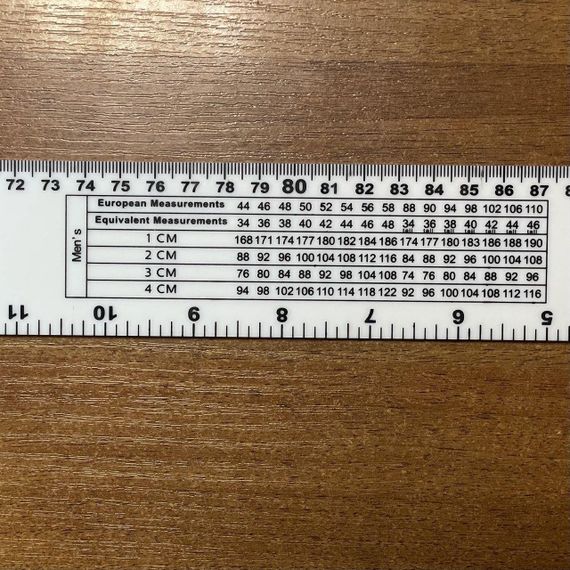 72 73 74 75 76 77 78 79 80 81 82 83 84 85 86 87
Men's
European Measurements 44 46 48 50 52 54 56 58 88 90 94 98 102 106 110
Equivalent Measurements 34 36 38 40 42 44 46 48 34 tall 36 tall 38 tall 40 tall 42 tall 44 tall 46 tall
1 CM 168 171 174 177 180 182 184 186 174 177 180 183 186 188 190
2 CM 88 92 96 100 104 108 112 116 84 88 92 96 100 104 108
3 CM 76 80 84 88 92 98 104 108 74 76 80 84 88 92 96
4 CM 94 98 102 106 110 114 118 122 92 96 100 104 108 112 116
11 10 9 8 7 6 5